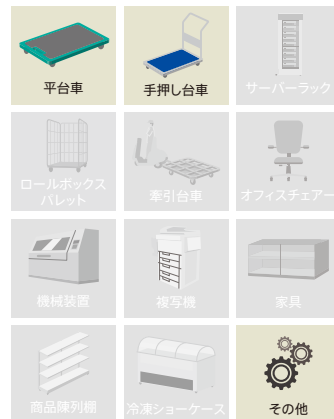 平台車
手押し台車
サーバーラック
ロールボックス
パレット
牽引台車
オフィスチェアー
機械装置
複写機
家具
商品陳列棚
冷凍ショーケース
その他